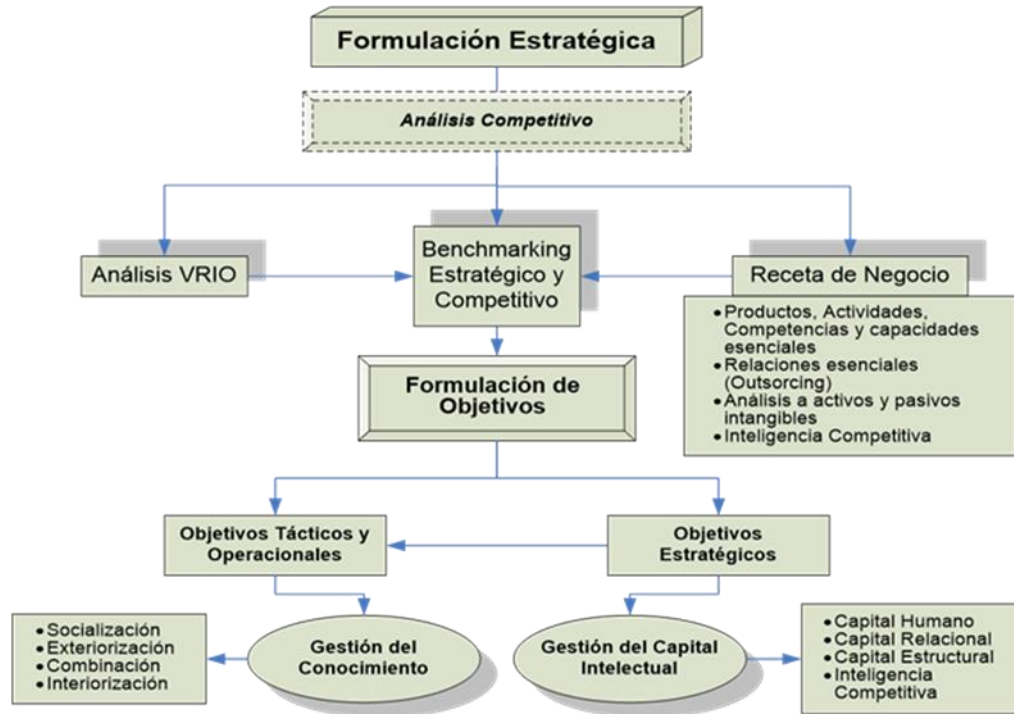 Formulación Estratégica
Análisis Competitivo
Análisis VRIO
Benchmarking
Estratégico y
Competitivo
Receta de Negocio
•Productos, Actividades,
Competencias y capacidades
esenciales
•Relaciones esenciales
(Outsorcing)
•Análisis a activos y pasivos
intangibles
•Inteligencia Competitiva
Formulación de
Objetivos
Objetivos Tácticos y
Operacionales
Objetivos
Estratégicos
•Socialización
•Exteriorización
•Combinación
•Interiorización
Gestión del
Conocimiento
Gestión del Capital
Intelectual
•Capital Humano
•Capital Relacional
•Capital Estructural
•Inteligencia
Competitiva